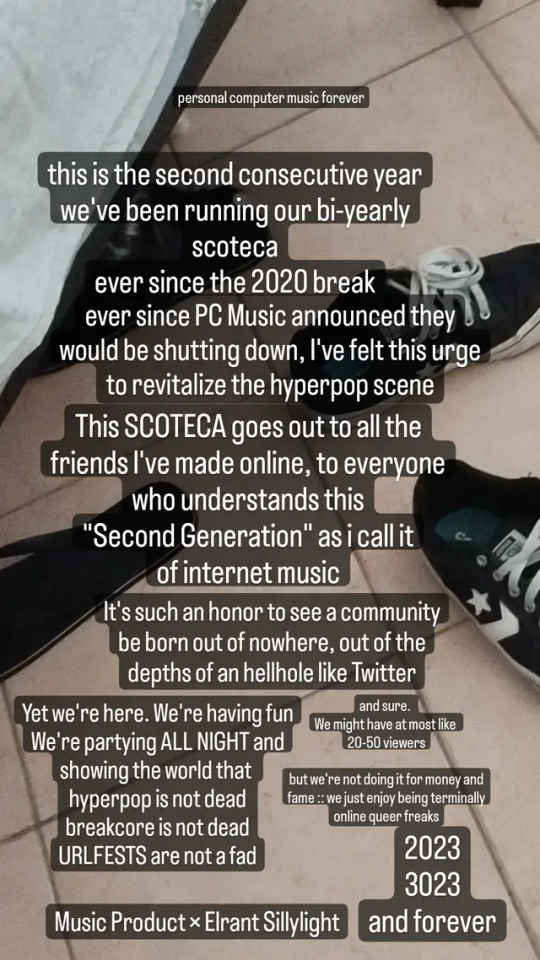 personal computer music forever
this is the second consecutive year
we've been running our bi-yearly
scoteca
ever since the 2020 break
ever since PC Music announced they
would be shutting down, I've felt this urge
to revitalize the hyperpop scene
This SCOTECA goes out to all the
friends I've made online, to everyone
who understands this
"Second Generation" as i call it
of internet music
It's such an honor to see a community
be born out of nowhere, out of the
depths of an hellhole like Twitter
Yet we're here. We're having fun
We're partying ALL NIGHT and
showing the world that
hyperpop is not dead
breakcore is not dead
URLFESTS are not a fad
and sure.
We might have at most like
20-50 viewers
but we're not doing it for money and
fame :: we just enjoy being terminally
online queer freaks
2023
3023
and forever
Music Product × Elrant Sillylight